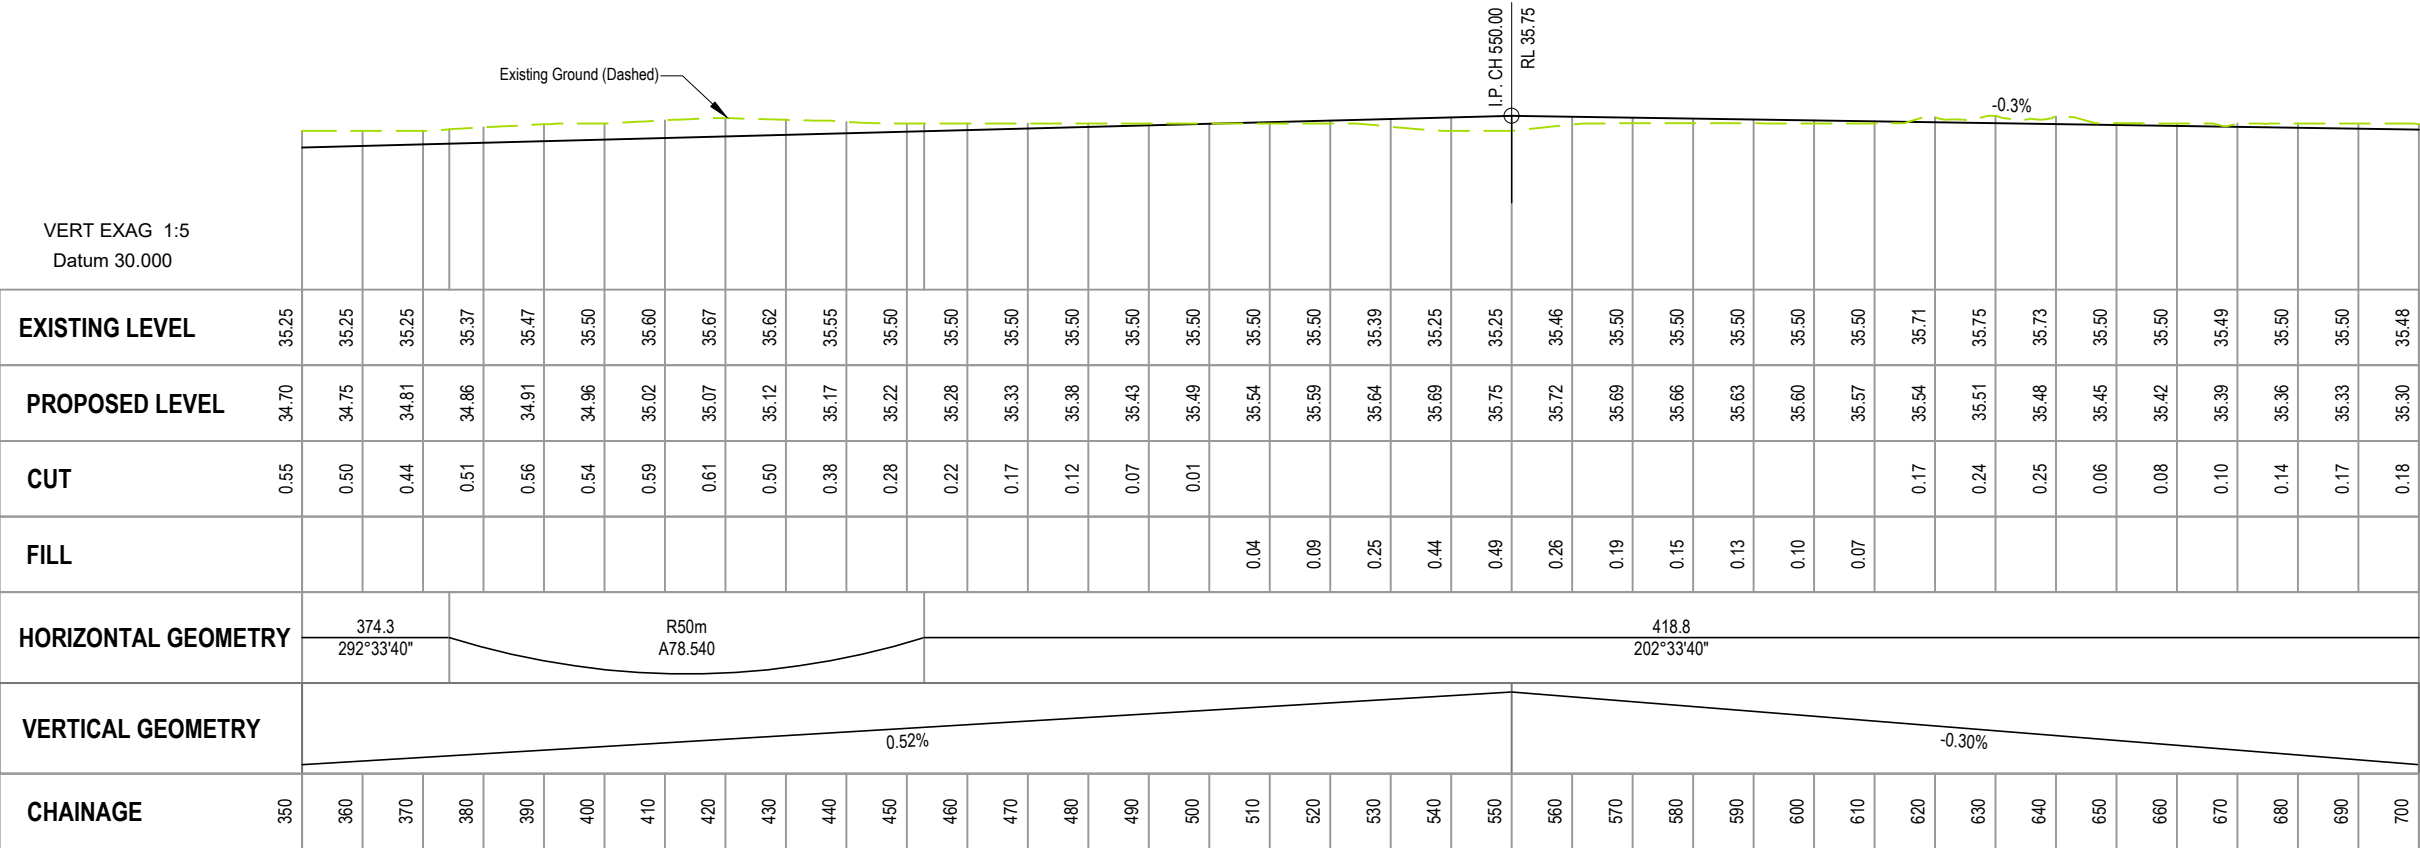 I.P. CH 550.00
RL 35.75
Existing Ground (Dashed)
-0.3%
VERT EXAG 1:5
Datum 30.000
EXISTING LEVEL 35.25 35.25 35.25 35.37 35.47 35.50 35.60 35.67 35.62 35.55 35.50 35.50 35.50 35.50 35.50 35.50 35.50 35.50 35.39 35.25 35.25 35.46 35.50 35.50 35.50 35.50 35.50 35.71 35.75 35.73 35.50 35.50 35.49 35.50 35.50 35.48
PROPOSED LEVEL 34.70 34.75 34.81 34.86 34.91 34.96 35.02 35.07 35.12 35.17 35.22 35.28 35.33 35.38 35.43 35.49 35.54 35.59 35.64 35.69 35.75 35.72 35.69 35.66 35.63 35.60 35.57 35.54 35.51 35.48 35.45 35.42 35.39 35.36 35.33 35.30
CUT 0.55 0.50 0.44 0.51 0.56 0.54 0.59 0.61 0.50 0.38 0.28 0.22 0.17 0.12 0.07 0.01 0.17 0.24 0.25 0.06 0.08 0.10 0.14 0.17 0.18
FILL 0.04 0.09 0.25 0.44 0.49 0.26 0.19 0.15 0.13 0.10 0.07
HORIZONTAL GEOMETRY
374.3
292°33'40"
R50m
A78.540
418.8
202°33'40"
VERTICAL GEOMETRY
0.52%
-0.30%
CHAINAGE 350 360 370 380 390 400 410 420 430 440 450 460 470 480 490 500 510 520 530 540 550 560 570 580 590 600 610 620 630 640 650 660 670 680 690 700